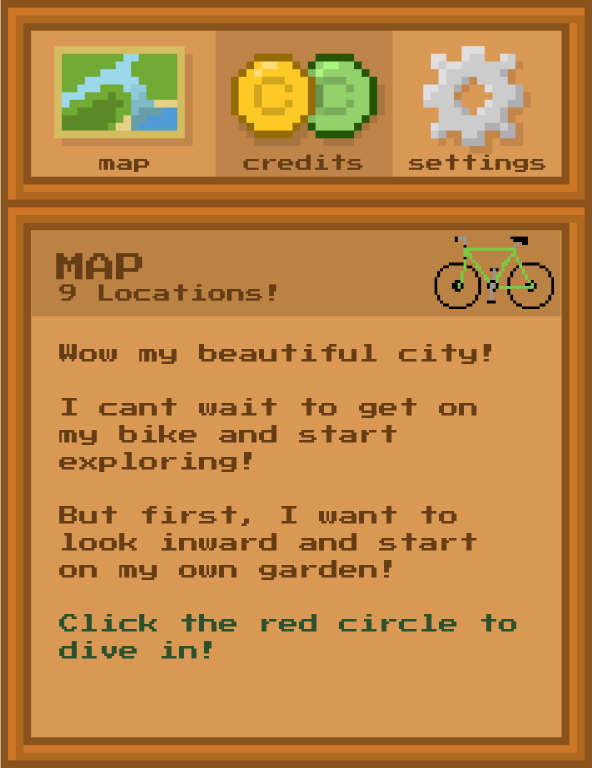 map
credits
settings
MAP
9 Locations!
Wow my beautiful city!
I cant wait to get on
my bike and start
exploring!
But first, I want to
look inward and start
on my own garden!
Click the red circle to
dive in!